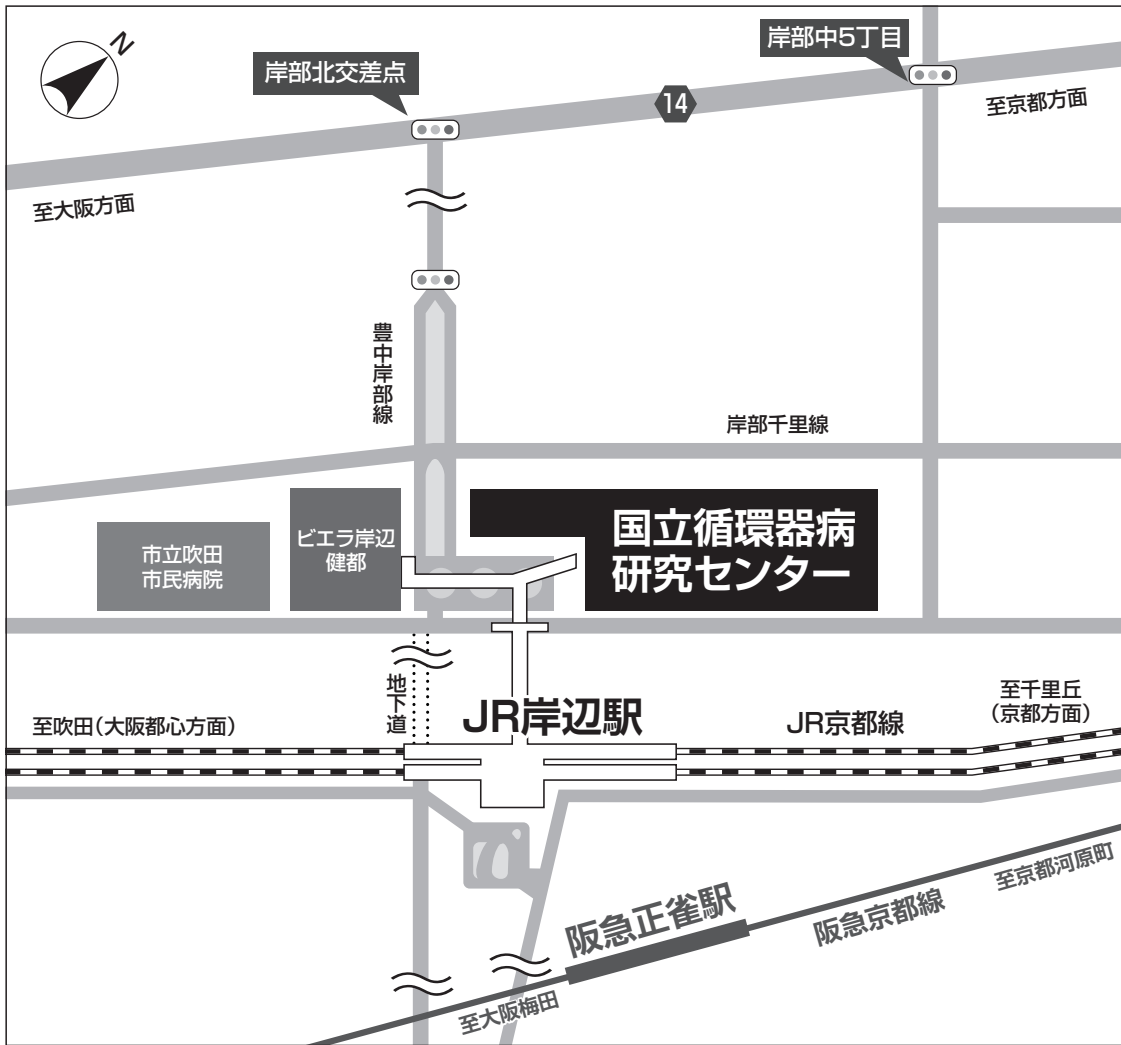 N
岸部北交差点
岸部中5丁目
14
至京都方面
至大阪方面
豊中岸部線
岸部千里線
国立循環器病
研究センター
ビエラ岸辺
健都
市立吹田
市民病院
地下道
JR岸辺駅
至吹田(大阪都心方面)
JR京都線
至千里丘
(京都方面)
至京都河原町
阪急正雀駅
阪急京都線
至大阪梅田